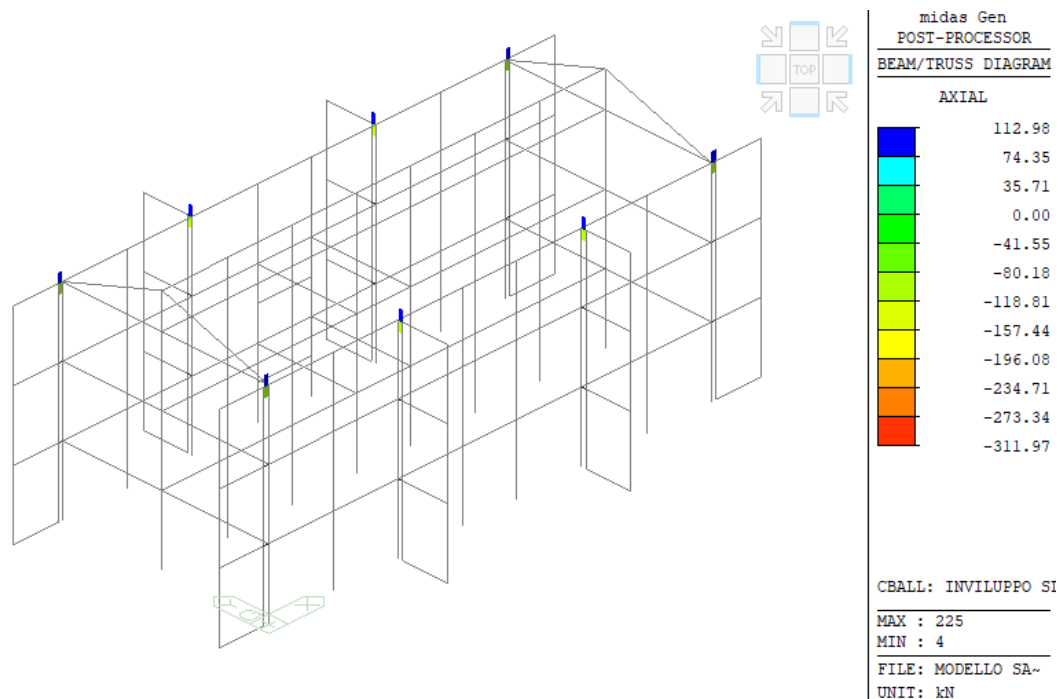 midas Gen
POST-PROCESSOR
BEAM/TRUSS DIAGRAM
AXIAL
112.98
74.35
35.71
0.00
-41.55
-80.18
-118.81
-157.44
-196.08
-234.71
-273.34
-311.97
CBALL: INVILUPPO SI
MAX : 225
MIN : 4
FILE: MODELLO SA~
UNIT: kN
TOP